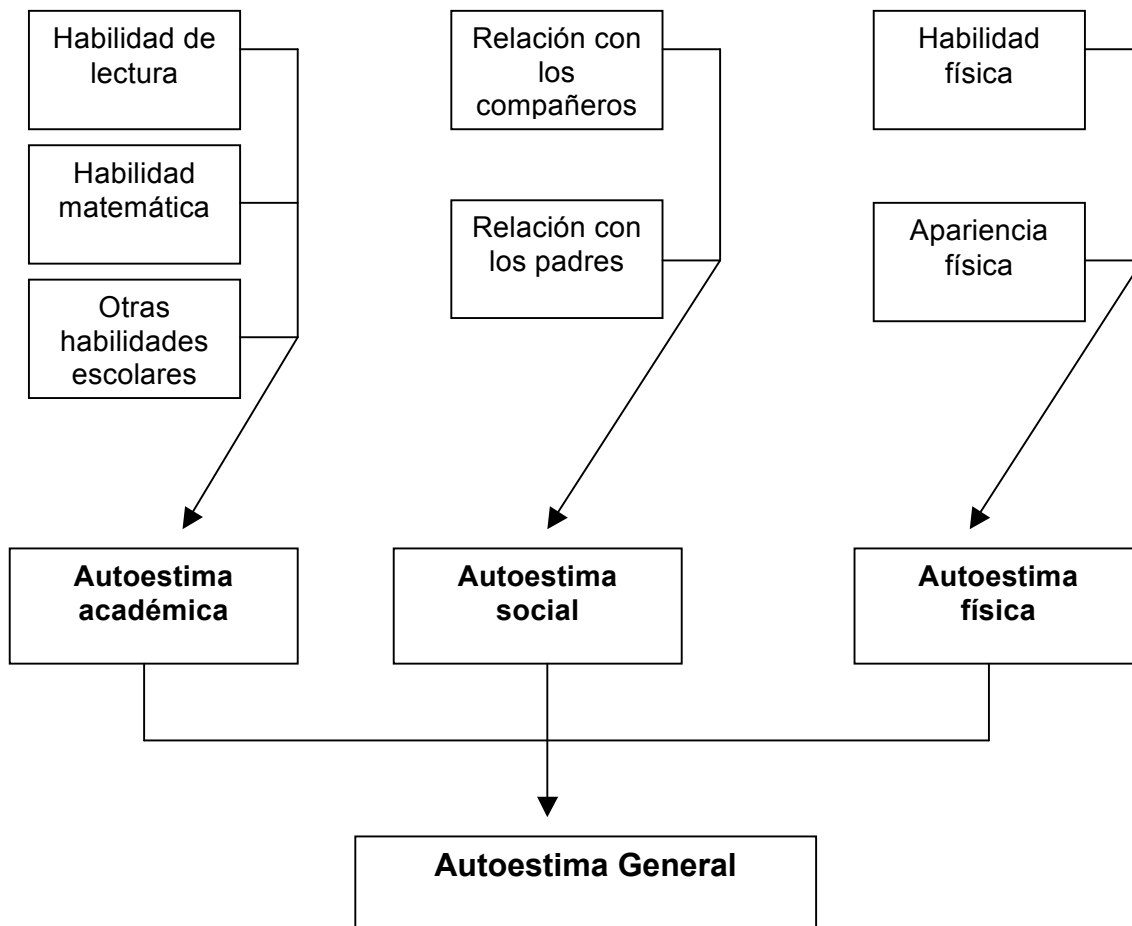 Habilidad de
lectura
Relación con
los
compañeros
Habilidad
física
Habilidad
matemática
Relación con
los padres
Apariencia
física
Otras
habilidades
escolares
Autoestima
académica
Autoestima
social
Autoestima
física
Autoestima General